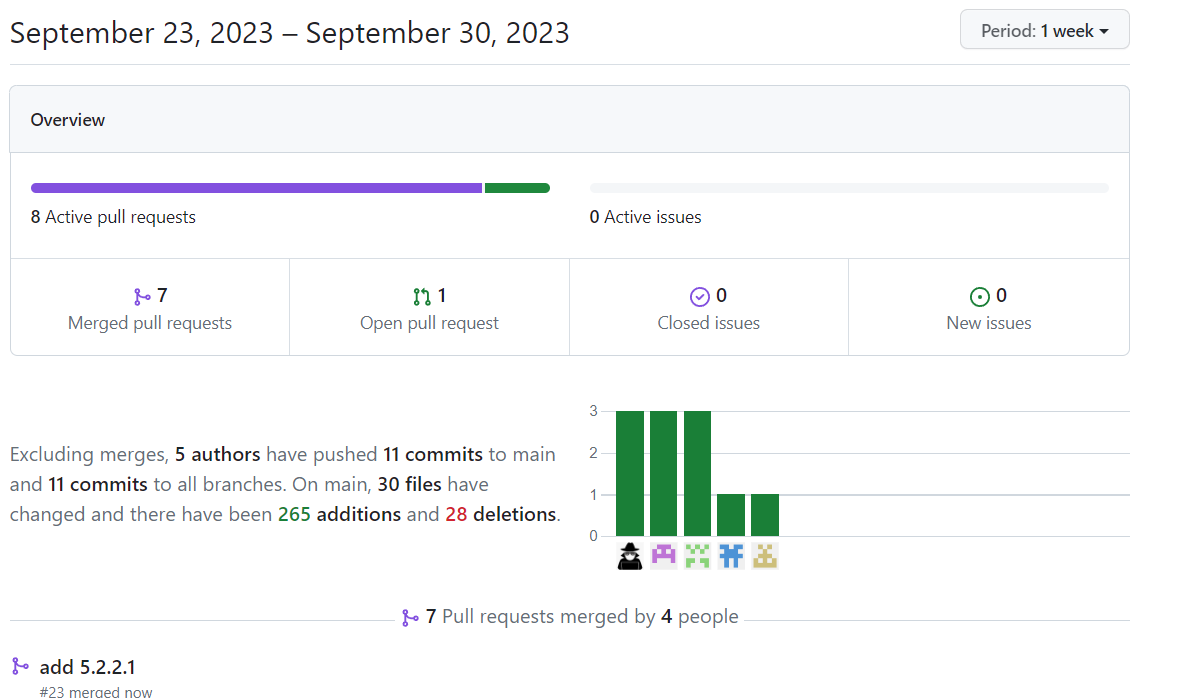 September 23, 2023 – September 30, 2023
Period: 1 week
Overview
8 Active pull requests
0 Active issues
7
Merged pull requests
1
Open pull request
0
Closed issues
0
New issues
Excluding merges, 5 authors have pushed 11 commits to main
and 11 commits to all branches. On main, 30 files have
changed and there have been 265 additions and 28 deletions.
3
2
1
0
7 Pull requests merged by 4 people
add 5.2.2.1
#23 merged now